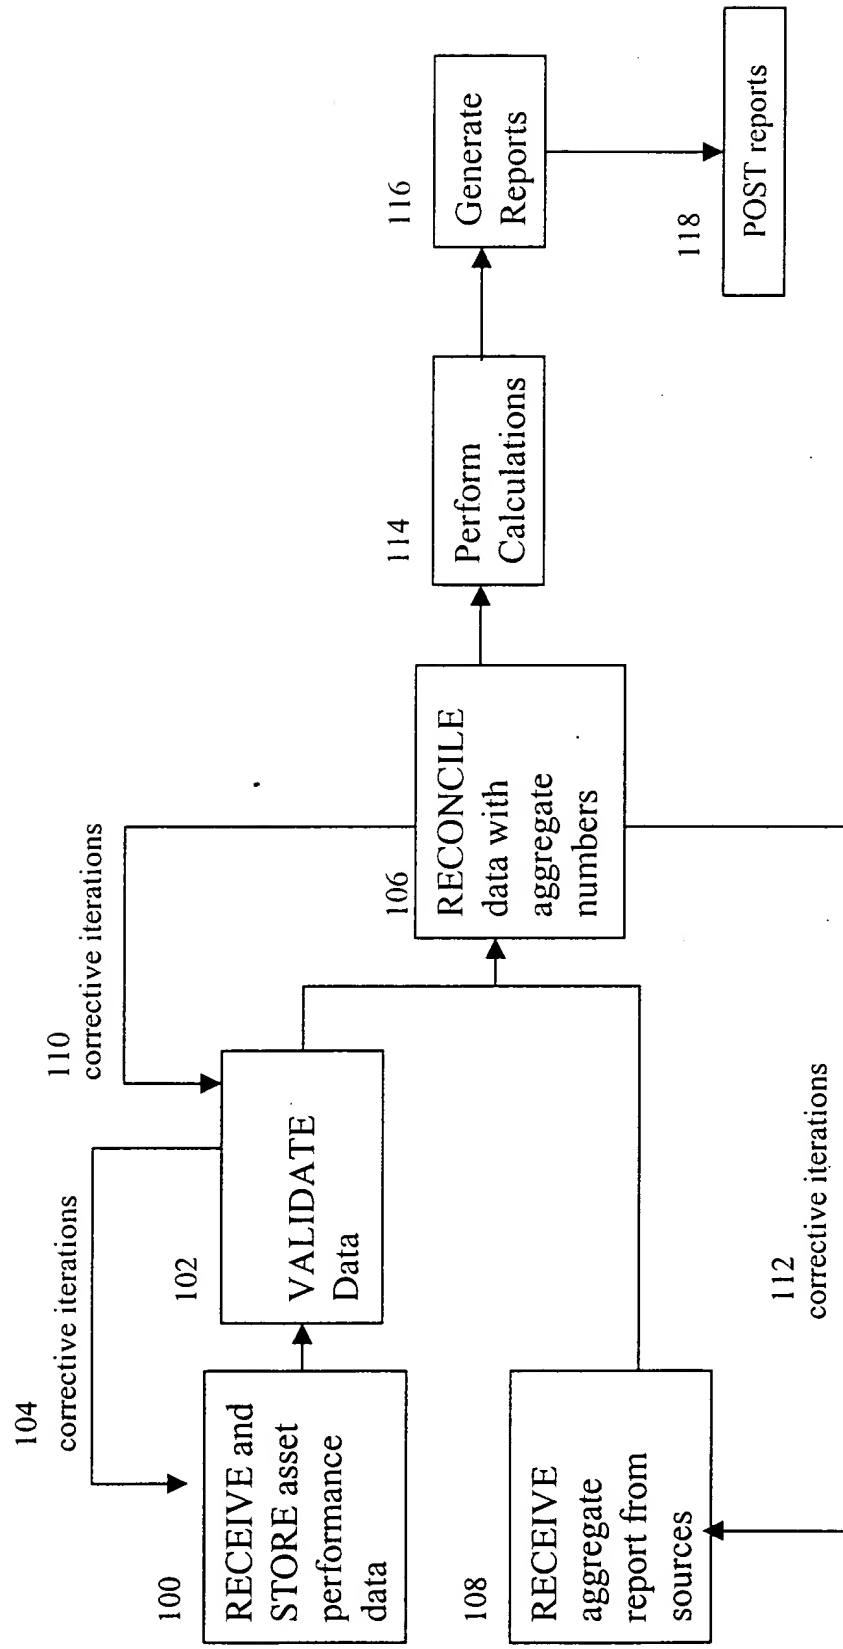 104
corrective iterations
110
corrective iterations
100
RECEIVE and
STORE asset
performance
data
102
VALIDATE
Data
106
RECONCILE
data with
aggregate
numbers
114
Perform
Calculations
116
Generate
Reports
108
RECEIVE
aggregate
report from
sources
118
POST reports
112
corrective iterations